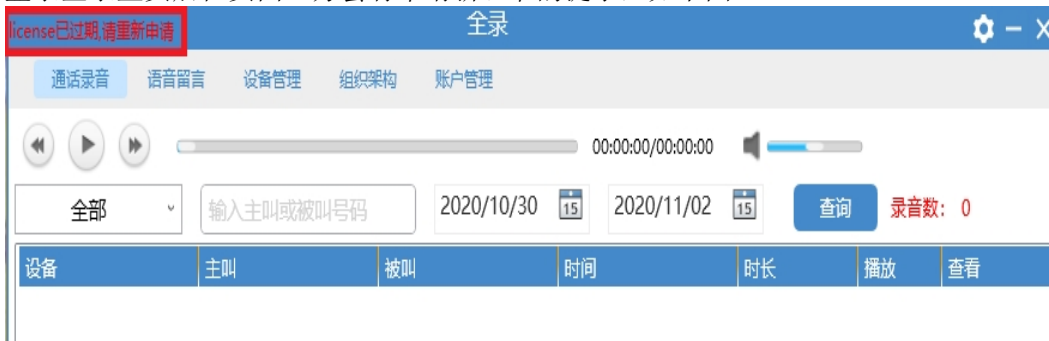 license已过期,请重新申请
全录
通话录音 语音留言 设备管理 组织架构 账户管理
00:00:00/00:00:00
全部 输入主叫或被叫号码 2020/10/30 15 2020/11/02 15 查询 录音数: 0
设备 主叫 被叫 时间 时长 播放 查看